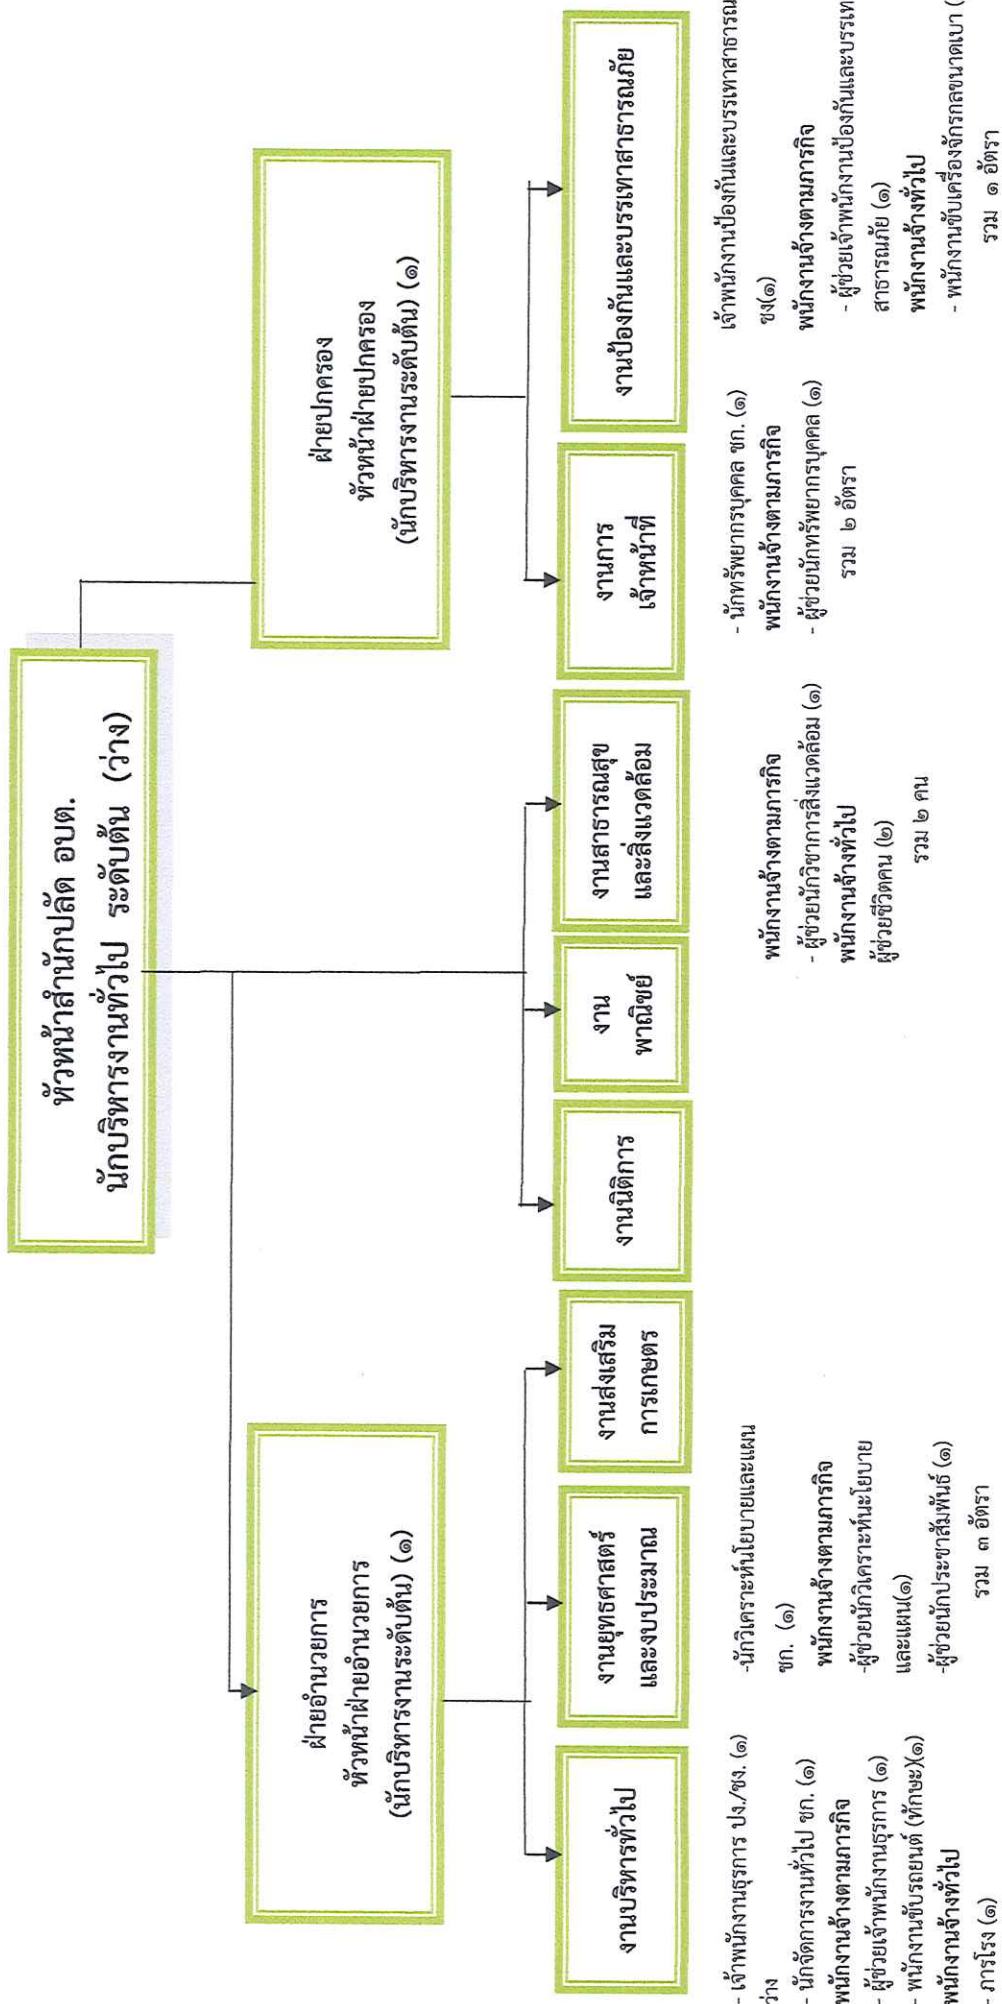 หัวหน้าสำนักปลัด อบต.
นักบริหารงานทั่วไป ระดับต้น (ว่าง)
ฝ่ายอำนวยการ
หัวหน้าฝ่ายอำนวยการ
(นักบริหารงานระดับต้น) (๑)
ฝ่ายปกครอง
หัวหน้าฝ่ายปกครอง
(นักบริหารงานระดับต้น) (๑)
งานบริหารทั่วไป
งานยุทธศาสตร์
และงบประมาณ
งานส่งเสริม
การเกษตร
งานนิติการ
งาน
พาณิชย์
งานสาธารณสุข
และสิ่งแวดล้อม
งานการ
เจ้าหน้าที่
งานป้องกันและบรรเทาสาธารณภัย
- เจ้าพนักงานธุรการ ปง./ชง. (๑)
ว่าง
- นักจัดการงานทั่วไป ชก. (๑)
พนักงานจ้างตามภารกิจ
- ผู้ช่วยเจ้าพนักงานธุรการ (๑)
- พนักงานขับรถยนต์ (ทักษะ)(๑)
พนักงานจ้างทั่วไป
- ภารโรง (๑)
-นักวิเคราะห์นโยบายและแผน
ชก. (๑)
พนักงานจ้างตามภารกิจ
-ผู้ช่วยนักวิเคราะห์นะโยบาย
และแผน(๑)
-ผู้ช่วยนักประชาสัมพันธ์ (๑)
รวม ๓ อัตรา
พนักงานจ้างตามภารกิจ
- ผู้ช่วยนักวิชาการสิ่งแวดล้อม (๑)
พนักงานจ้างทั่วไป
ผู้ช่วยชีวิตคน (๒)
รวม ๒ คน
- นักทรัพยากรบุคคล ชก. (๑)
พนักงานจ้างตามภารกิจ
- ผู้ช่วยนักทรัพยากรบุคคล (๑)
รวม ๒ อัตรา
เจ้าพนักงานป้องกันและบรรเทาสาธารณ
ชง(๑)
พนักงานจ้างตามภารกิจ
- ผู้ช่วยเจ้าพนักงานป้องกันและบรรเท
สาธารณภัย (๑)
พนักงานจ้างทั่วไป
- พนักงานขับเครื่องจักรกลขนาดเบา (
รวม ๑ อัตรา